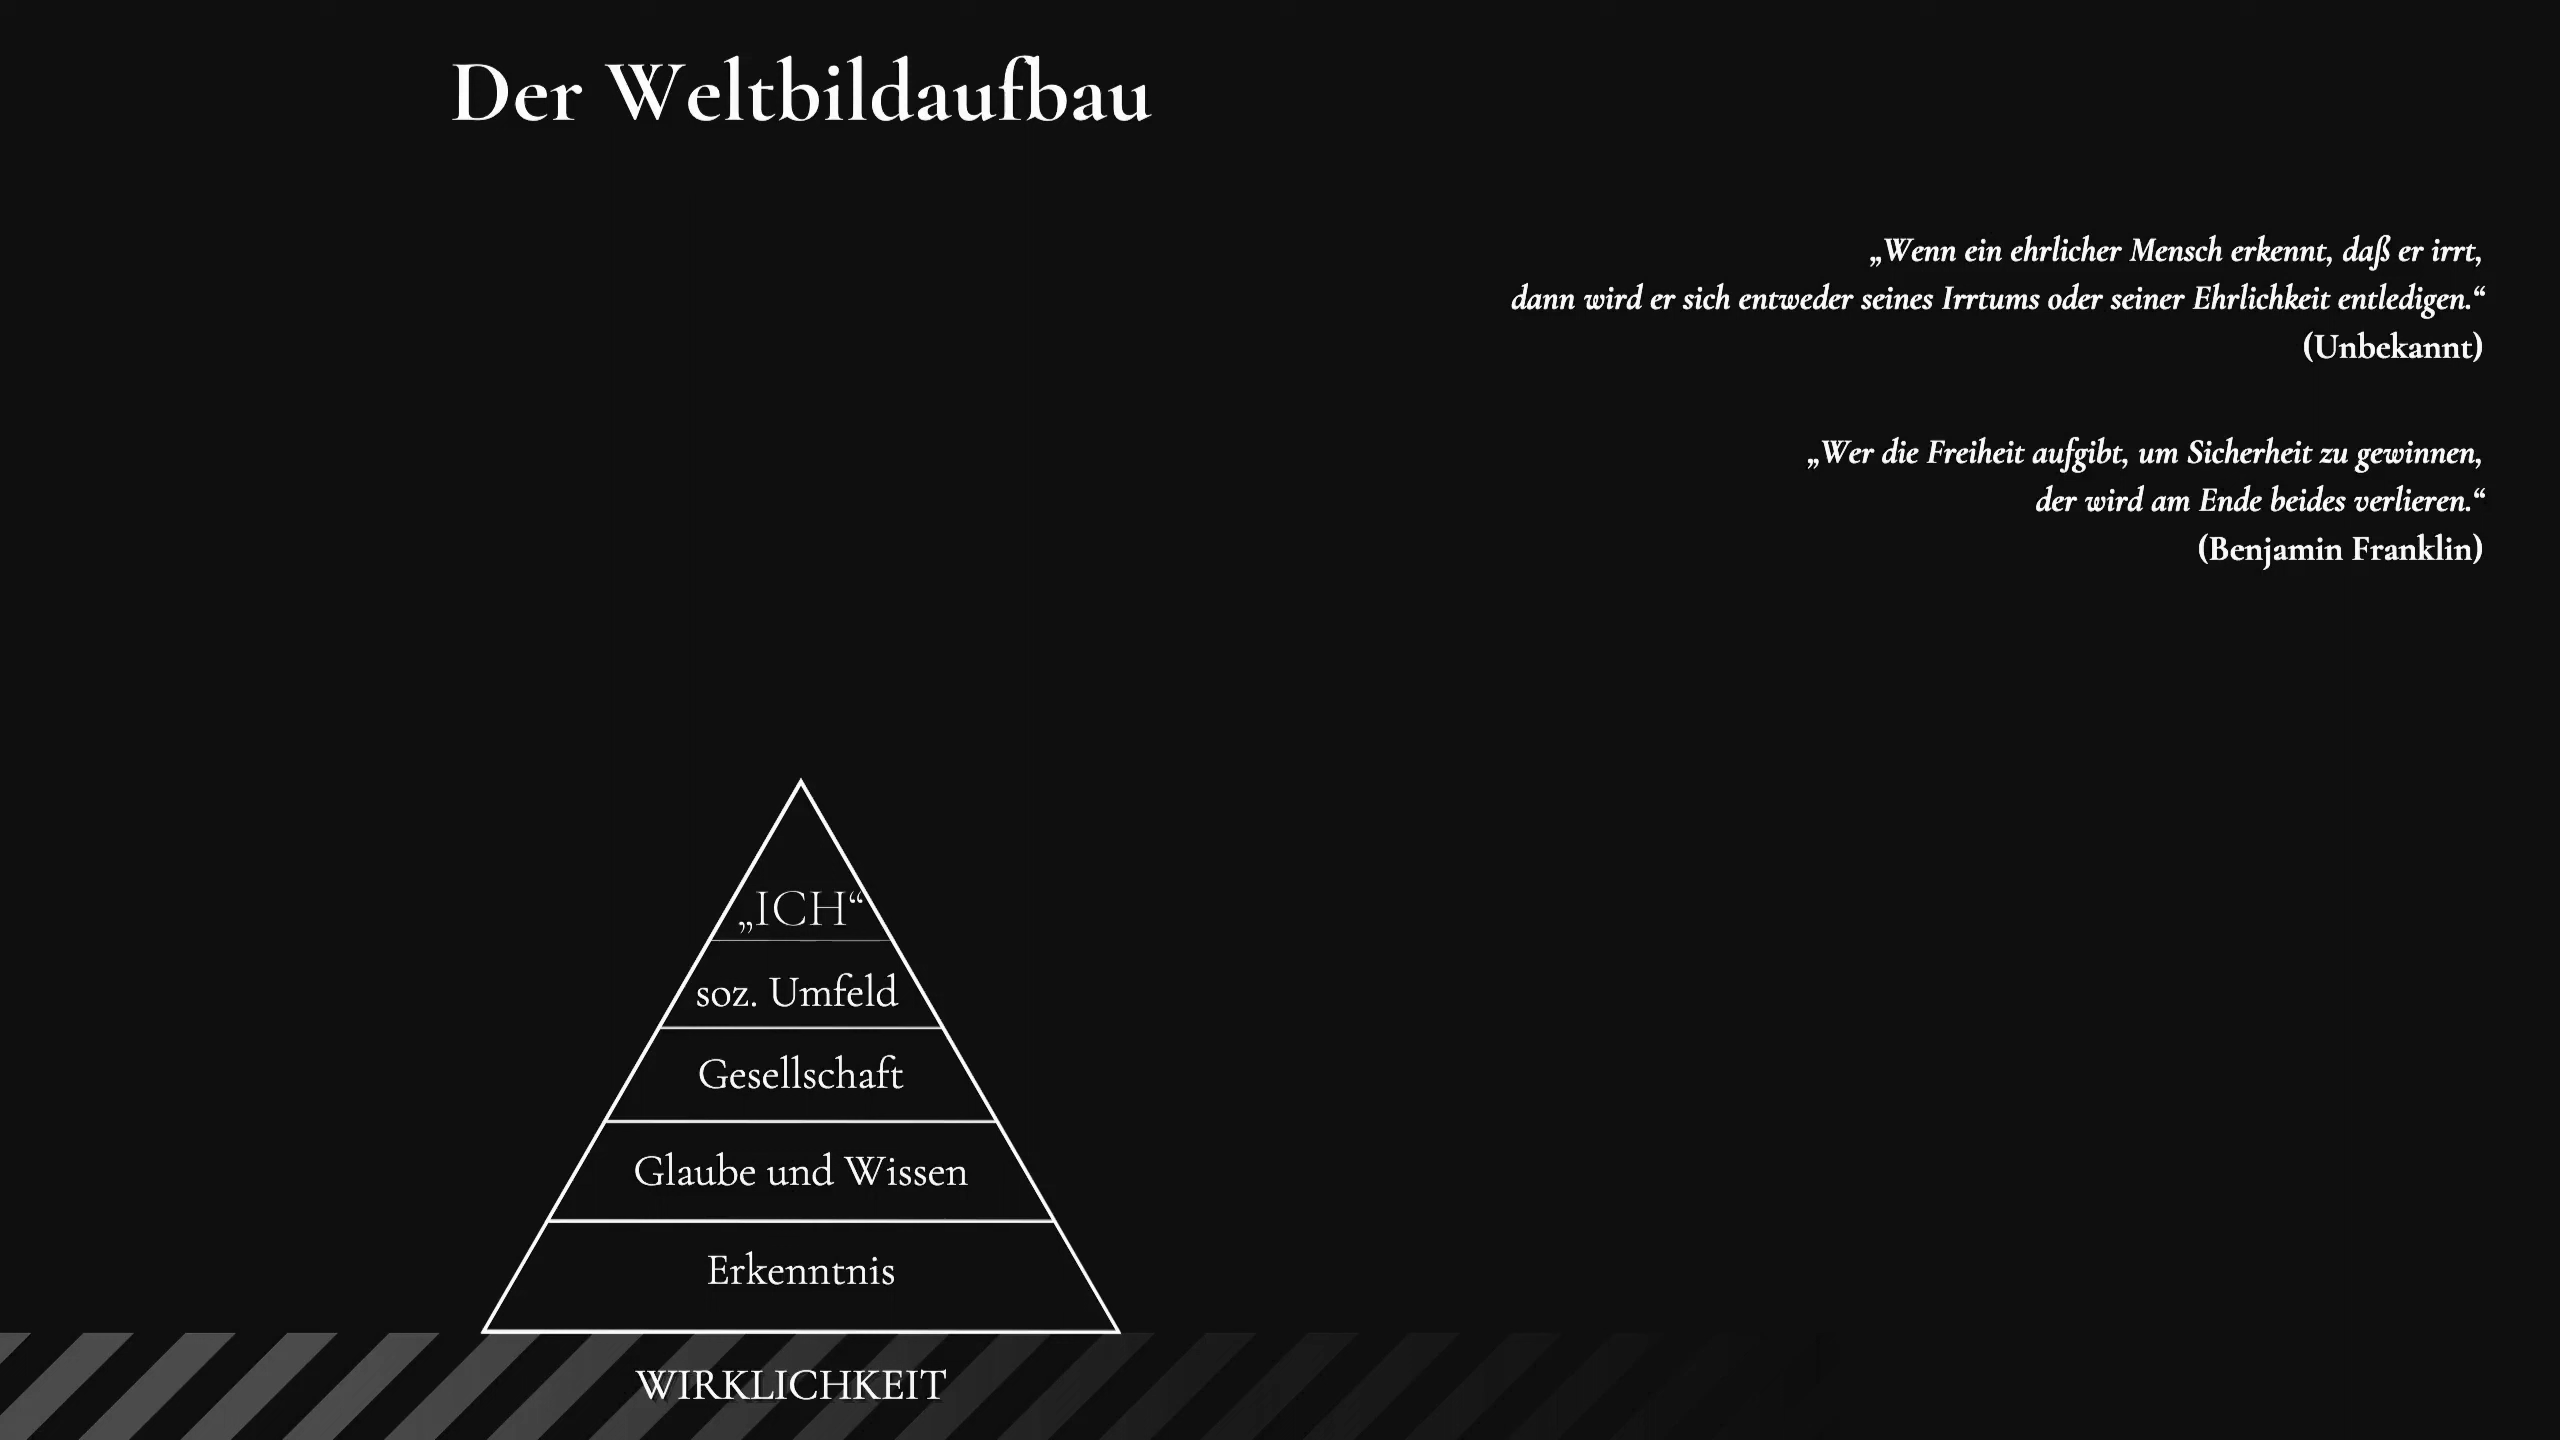 Der Weltbildaufbau
„Wenn ein ehrlicher Mensch erkennt, daß er irrt,
dann wird er sich entweder seines Irrtums oder seiner Ehrlichkeit entledigen.“
(Unbekannt)
„Wer die Freiheit aufgibt, um Sicherheit zu gewinnen,
der wird am Ende beides verlieren.“
(Benjamin Franklin)
„ICH“
soz. Umfeld
Gesellschaft
Glaube und Wissen
Erkenntnis
WIRKLICHKEIT